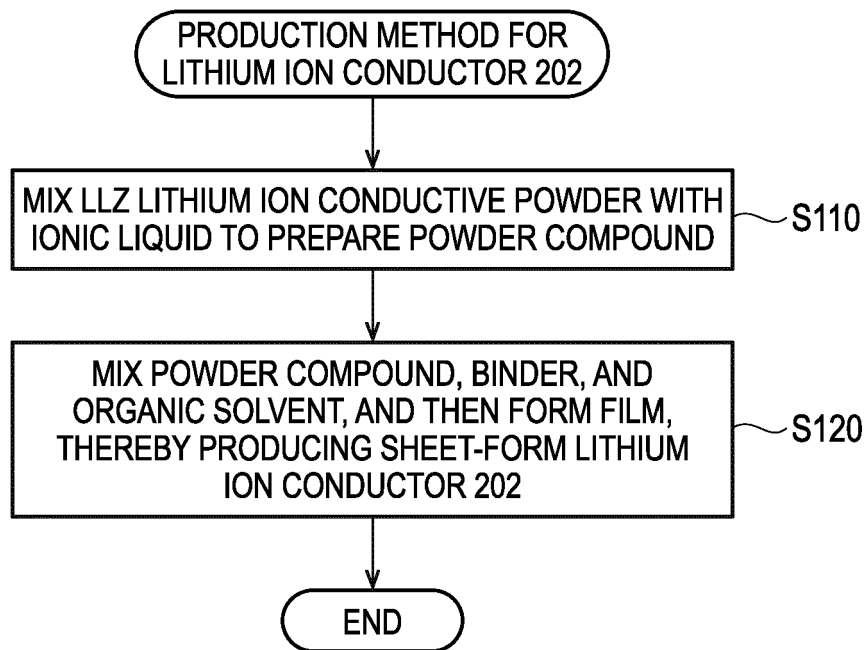 PRODUCTION METHOD FOR
LITHIUM ION CONDUCTOR 202
MIX LLZ LITHIUM ION CONDUCTIVE POWDER WITH
IONIC LIQUID TO PREPARE POWDER COMPOUND
S110
MIX POWDER COMPOUND, BINDER, AND
ORGANIC SOLVENT, AND THEN FORM FILM,
THEREBY PRODUCING SHEET-FORM LITHIUM
ION CONDUCTOR 202
S120
END